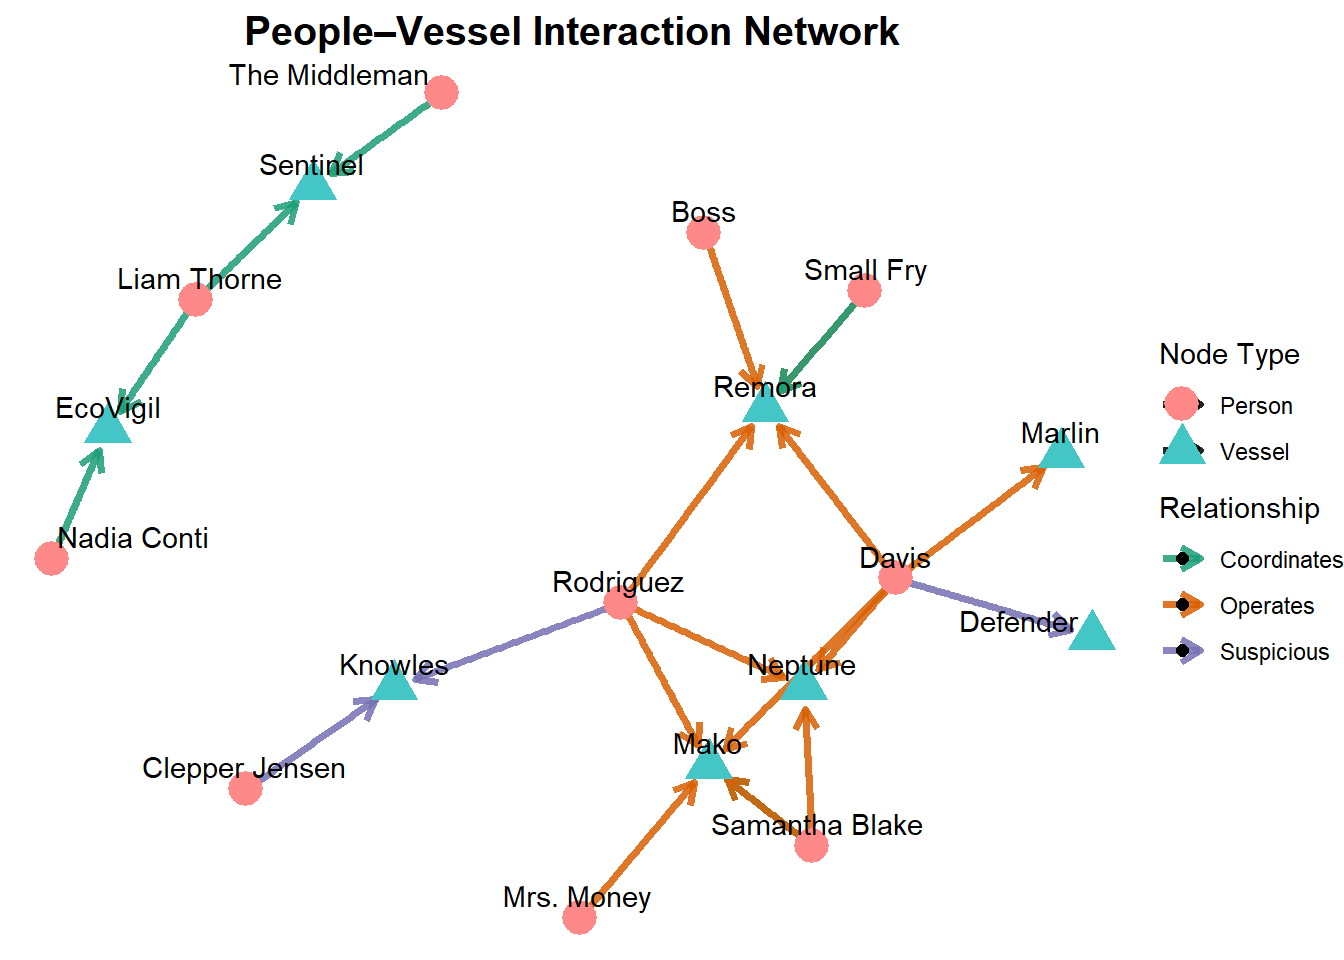 People–Vessel Interaction Network
The Middleman
Sentinel
Boss
Small Fry
Liam Thorne
Remora
EcoVigil
Marlin
Nadia Conti
Davis
Rodriguez
Defender
Knowles
Neptune
Mako
Clepper Jensen
Samantha Blake
Mrs. Money
Node Type
Person
Vessel
Relationship
Coordinates
Operates
Suspicious